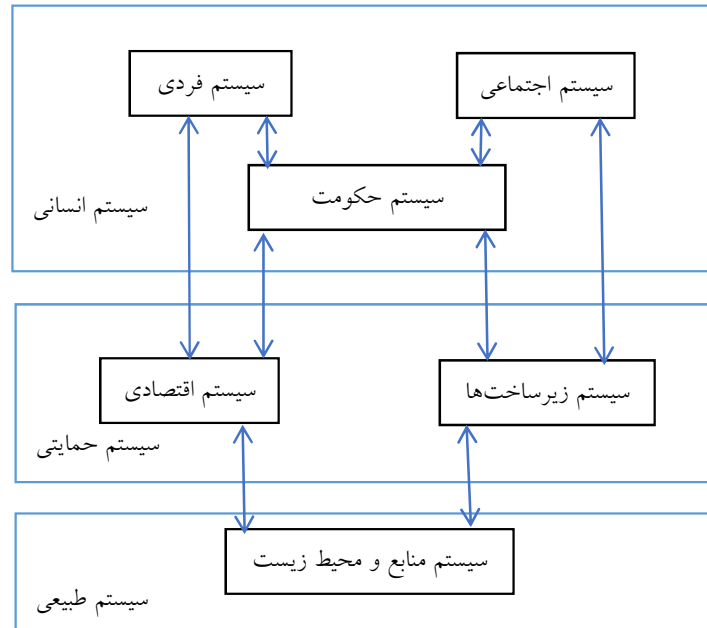 سیستم اجتماعی
سیستم فردی
سیستم حکومت
سیستم انسانی
سیستم زیرساخت‌ها
سیستم اقتصادی
سیستم حمایتی
سیستم منابع و محیط زیست
سیستم طبیعی